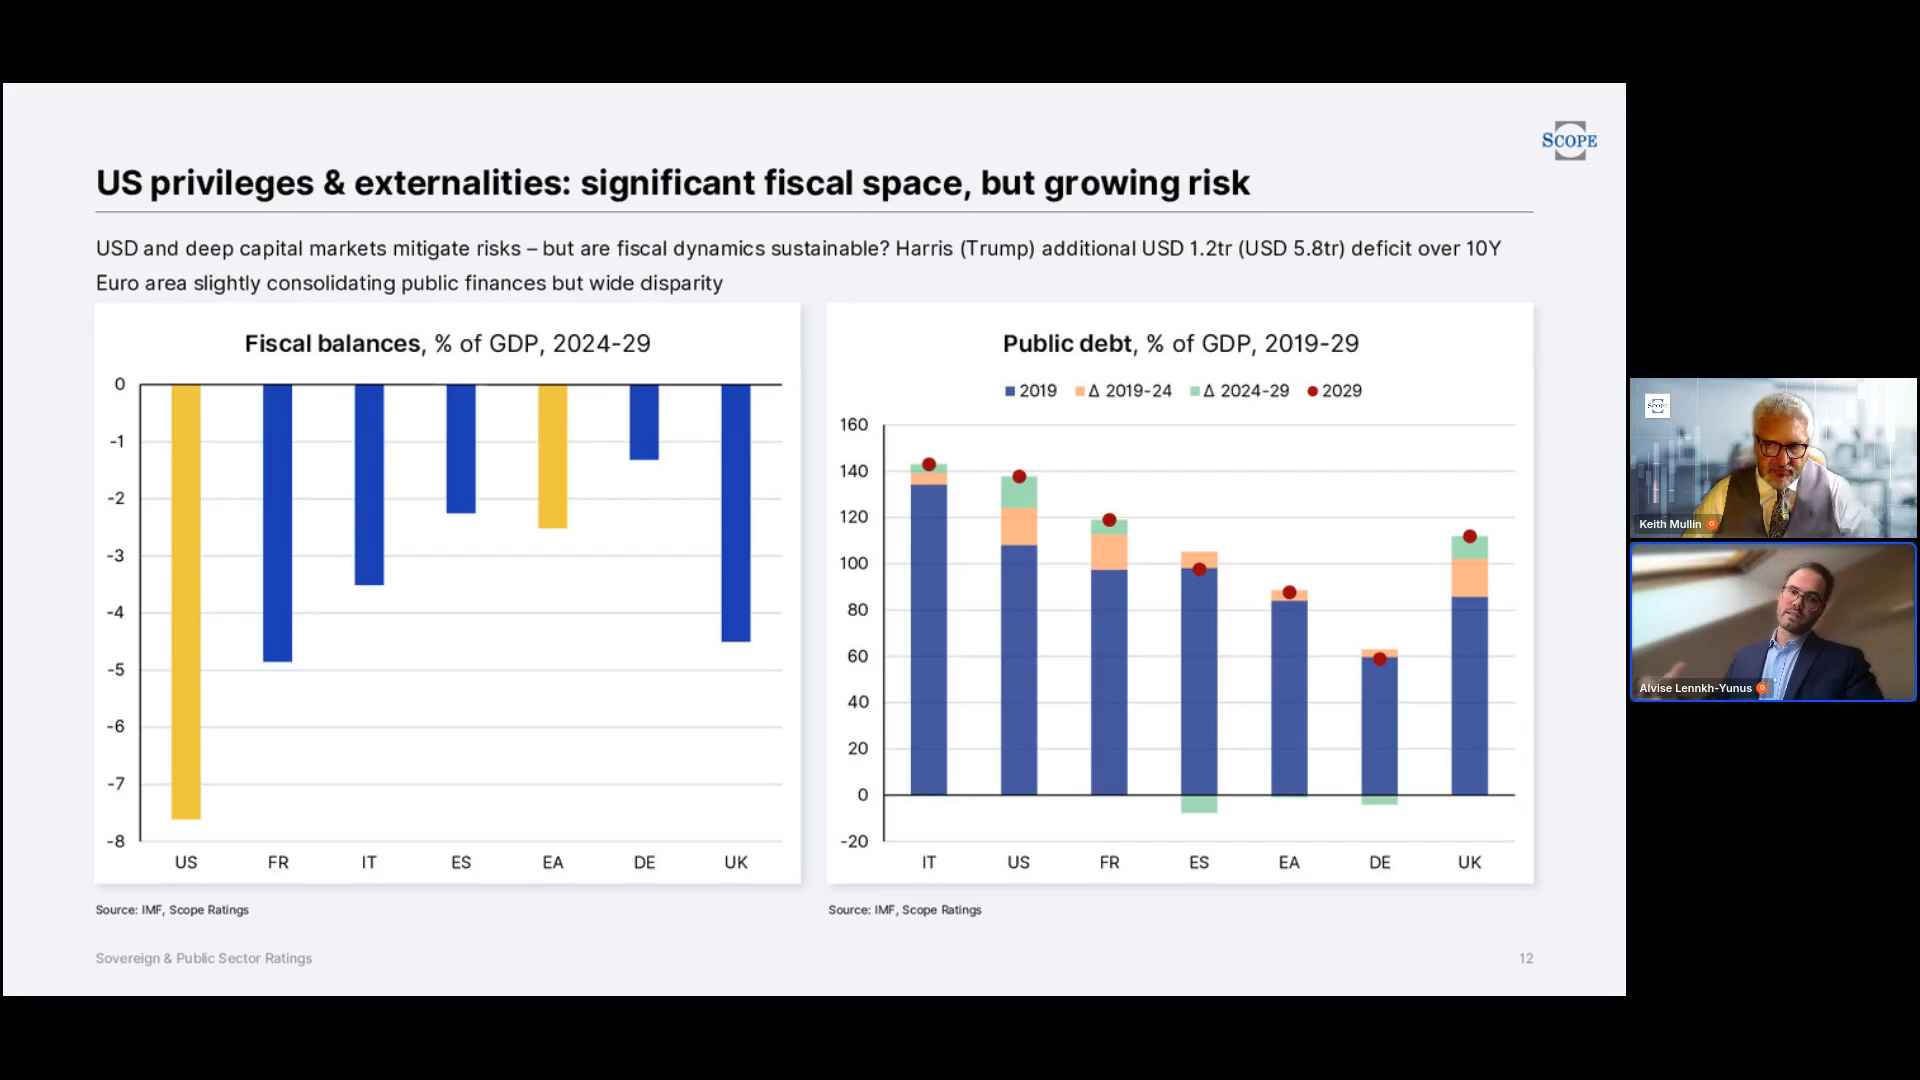 SCOPE
US privileges & externalities: significant fiscal space, but growing risk
USD and deep capital markets mitigate risks – but are fiscal dynamics sustainable? Harris (Trump) additional USD 1.2tr (USD 5.8tr) deficit over 10Y
Euro area slightly consolidating public finances but wide disparity
Fiscal balances, % of GDP, 2024-29
0
-1
-2
-3
-4
-5
-6
-7
-8
US FR IT ES EA DE UK
Source: IMF, Scope Ratings
Public debt, % of GDP, 2019-29
2019 Δ 2019-24 Δ 2024-29 2029
160
140
120
100
80
60
40
20
0
-20
IT US FR ES EA DE UK
Source: IMF, Scope Ratings
Sovereign & Public Sector Ratings
12
SCOPE
Keith Mullin
Alvise Lennkh-Yunus